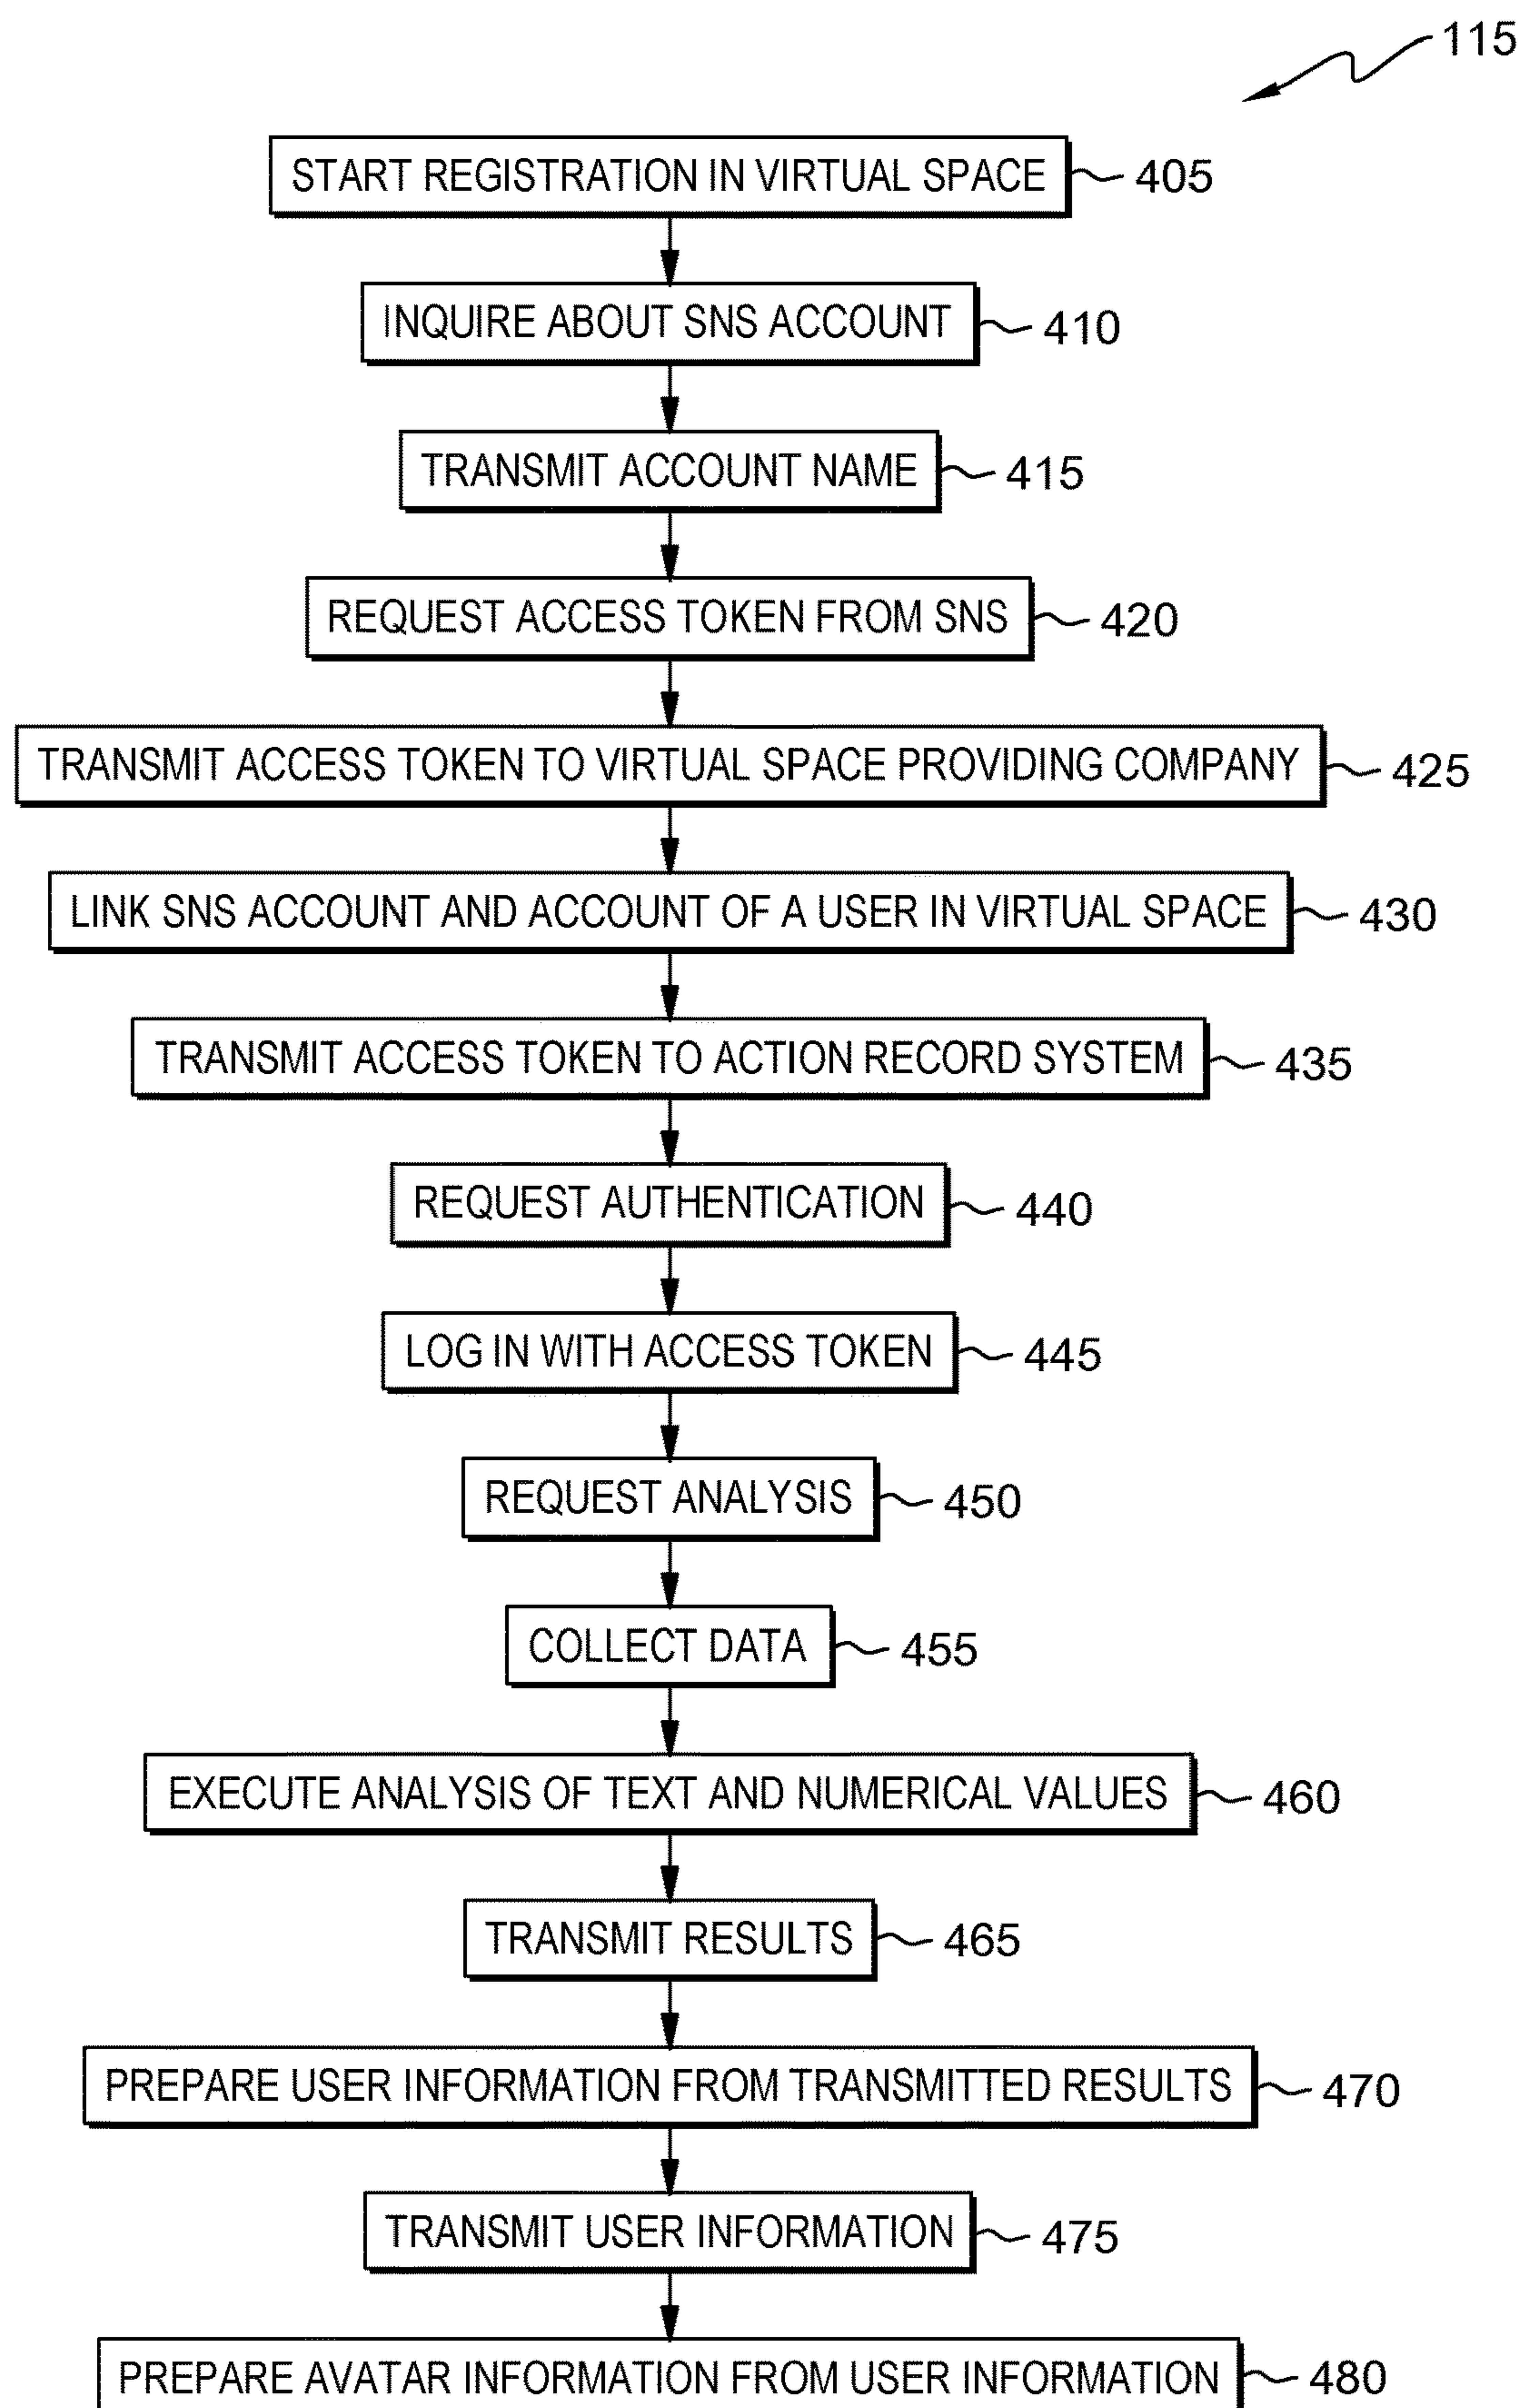 115
START REGISTRATION IN VIRTUAL SPACE 405
INQUIRE ABOUT SNS ACCOUNT 410
TRANSMIT ACCOUNT NAME 415
REQUEST ACCESS TOKEN FROM SNS 420
TRANSMIT ACCESS TOKEN TO VIRTUAL SPACE PROVIDING COMPANY 425
LINK SNS ACCOUNT AND ACCOUNT OF A USER IN VIRTUAL SPACE 430
TRANSMIT ACCESS TOKEN TO ACTION RECORD SYSTEM 435
REQUEST AUTHENTICATION 440
LOG IN WITH ACCESS TOKEN 445
REQUEST ANALYSIS 450
COLLECT DATA 455
EXECUTE ANALYSIS OF TEXT AND NUMERICAL VALUES 460
TRANSMIT RESULTS 465
PREPARE USER INFORMATION FROM TRANSMITTED RESULTS 470
TRANSMIT USER INFORMATION 475
PREPARE AVATAR INFORMATION FROM USER INFORMATION 480